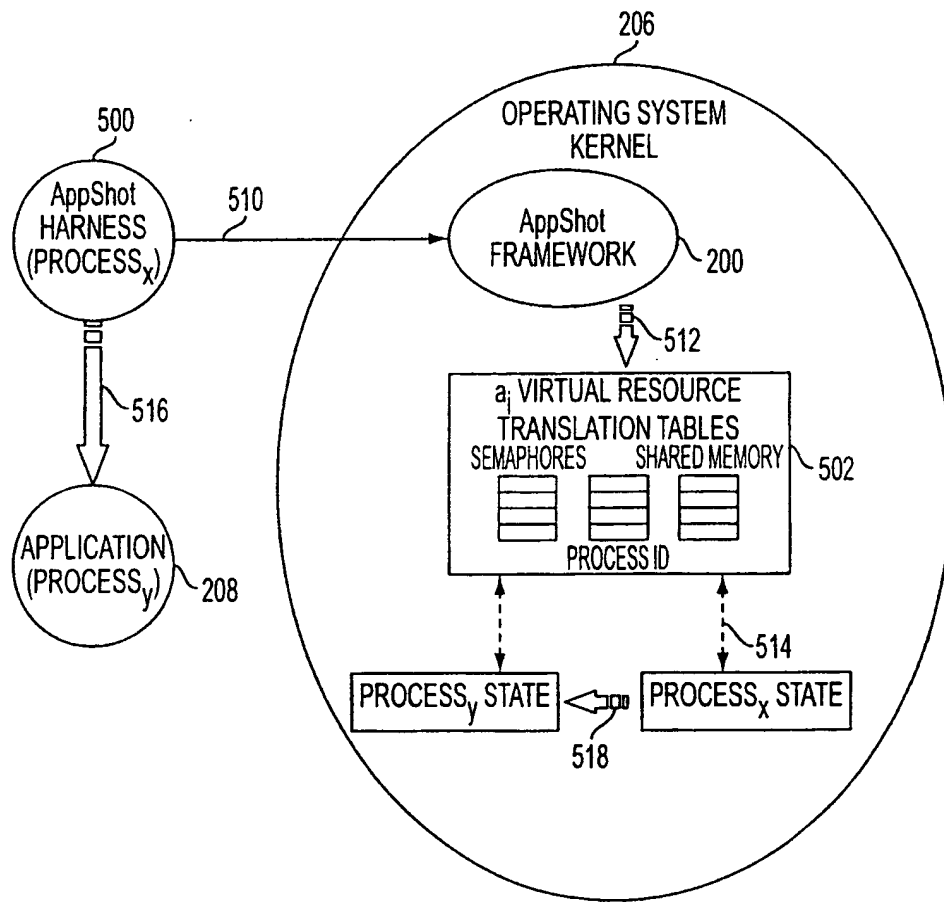 206
OPERATING SYSTEM
KERNEL
500
AppShot
HARNESS
(PROCESSx)
510
AppShot
FRAMEWORK
200
512
516
ai VIRTUAL RESOURCE
TRANSLATION TABLES
SEMAPHORES SHARED MEMORY
502
PROCESS ID
APPLICATION
(PROCESSy)
208
514
PROCESSy STATE
PROCESSx STATE
518